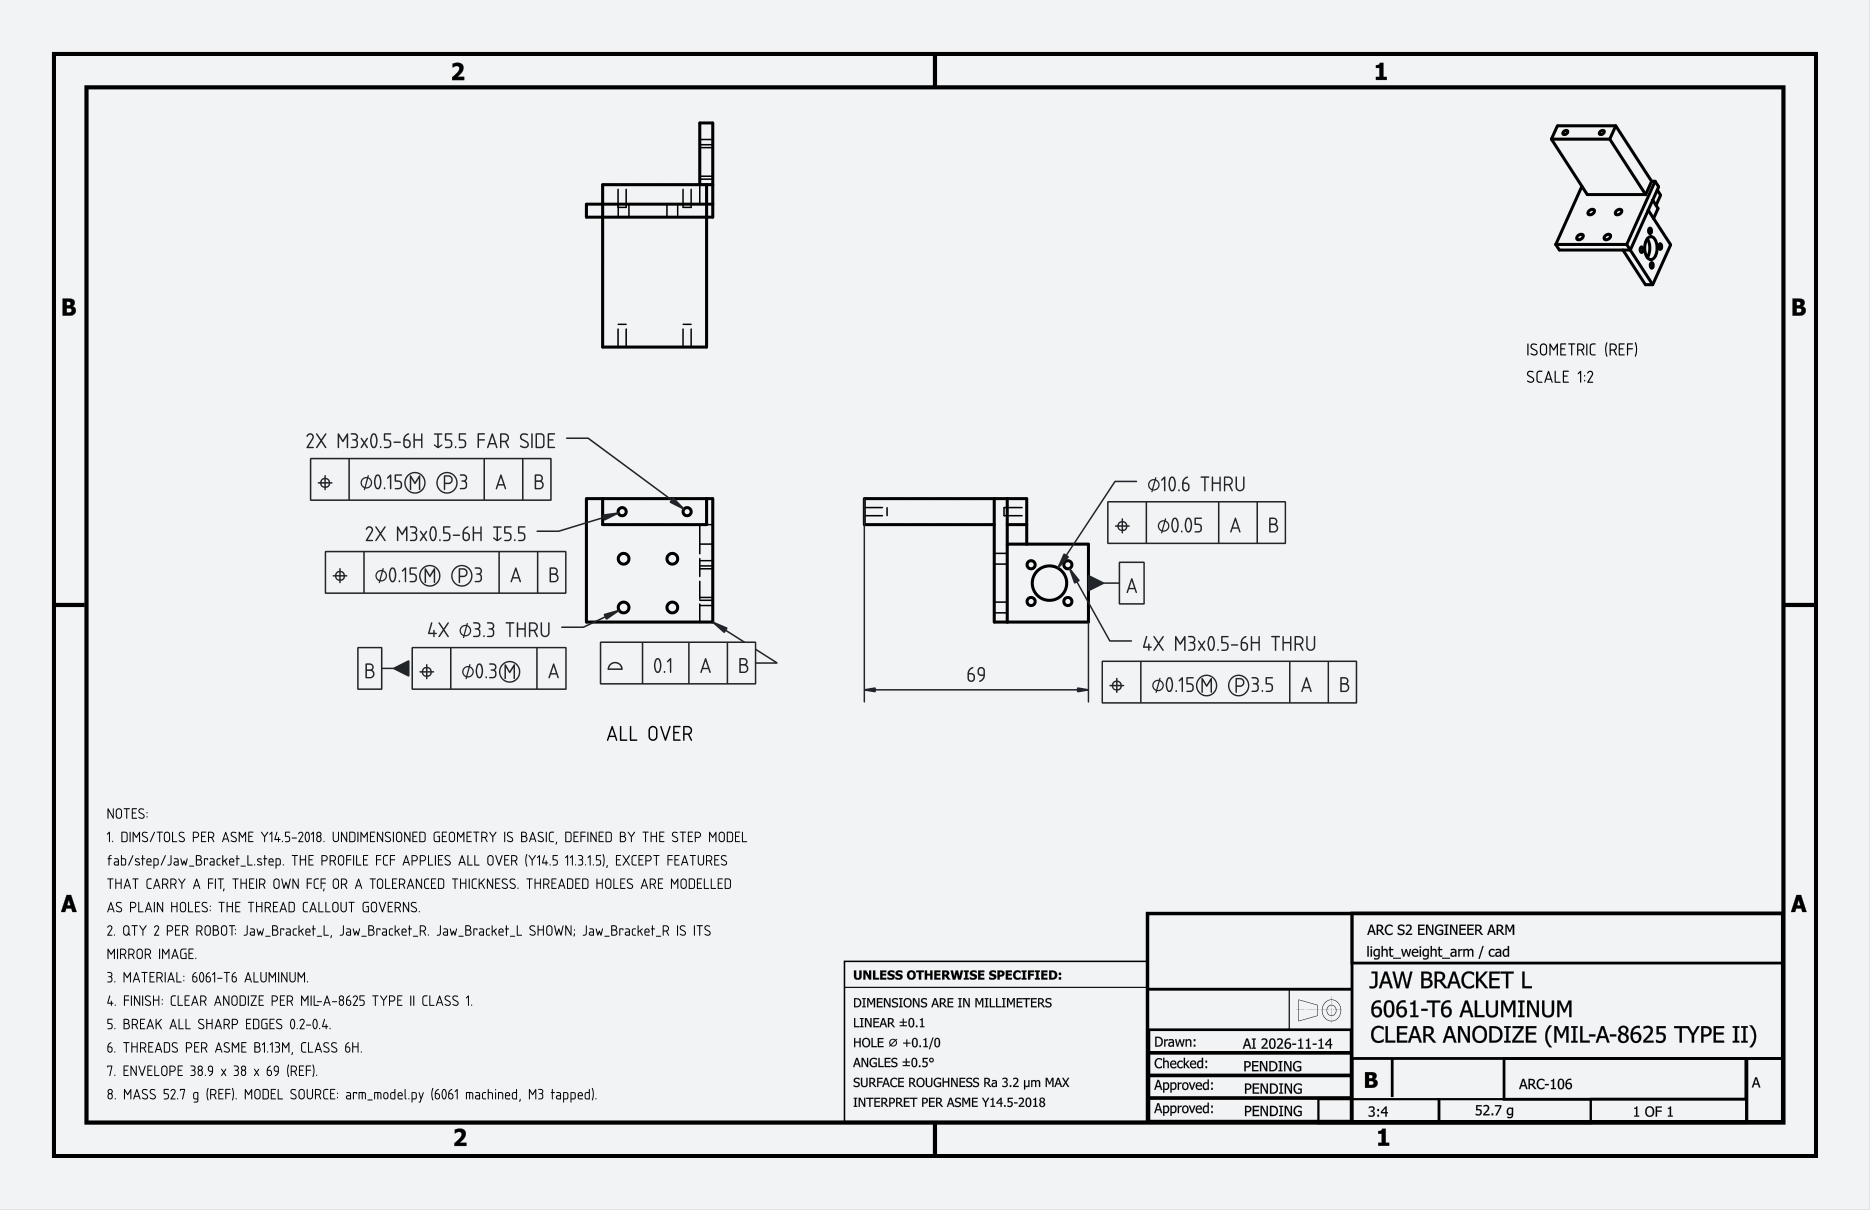 2
1
B
B
ISOMETRIC (REF)
SCALE 1:2
2X M3x0.5-6H ↧5.5 FAR SIDE
⌖ ⌀0.15Ⓜ Ⓟ3 A B
2X M3x0.5-6H ↧5.5
⌖ ⌀0.15Ⓜ Ⓟ3 A B
4X ⌀3.3 THRU
B ⌖ ⌀0.3Ⓜ A
⌓ 0.1 A B
ALL OVER
⌀10.6 THRU
⌖ ⌀0.05 A B
A
4X M3x0.5-6H THRU
⌖ ⌀0.15Ⓜ Ⓟ3.5 A B
69
A
A
NOTES:
1. DIMS/TOLS PER ASME Y14.5-2018. UNDIMENSIONED GEOMETRY IS BASIC, DEFINED BY THE STEP MODEL
fab/step/Jaw_Bracket_L.step. THE PROFILE FCF APPLIES ALL OVER (Y14.5 11.3.1.5), EXCEPT FEATURES
THAT CARRY A FIT, THEIR OWN FCF, OR A TOLERANCED THICKNESS. THREADED HOLES ARE MODELLED
AS PLAIN HOLES: THE THREAD CALLOUT GOVERNS.
2. QTY 2 PER ROBOT: Jaw_Bracket_L, Jaw_Bracket_R. Jaw_Bracket_L SHOWN; Jaw_Bracket_R IS ITS
MIRROR IMAGE.
3. MATERIAL: 6061-T6 ALUMINUM.
4. FINISH: CLEAR ANODIZE PER MIL-A-8625 TYPE II CLASS 1.
5. BREAK ALL SHARP EDGES 0.2-0.4.
6. THREADS PER ASME B1.13M, CLASS 6H.
7. ENVELOPE 38.9 x 38 x 69 (REF).
8. MASS 52.7 g (REF). MODEL SOURCE: arm_model.py (6061 machined, M3 tapped).
UNLESS OTHERWISE SPECIFIED:
DIMENSIONS ARE IN MILLIMETERS
LINEAR ±0.1
HOLE ⌀ +0.1/0
ANGLES ±0.5°
SURFACE ROUGHNESS Ra 3.2 µm MAX
INTERPRET PER ASME Y14.5-2018
Drawn: AI 2026-11-14
Checked: PENDING
Approved: PENDING
Approved: PENDING
ARC S2 ENGINEER ARM
light_weight_arm / cad
JAW BRACKET L
6061-T6 ALUMINUM
CLEAR ANODIZE (MIL-A-8625 TYPE II)
B ARC-106 A
3:4 52.7 g 1 OF 1
2
1